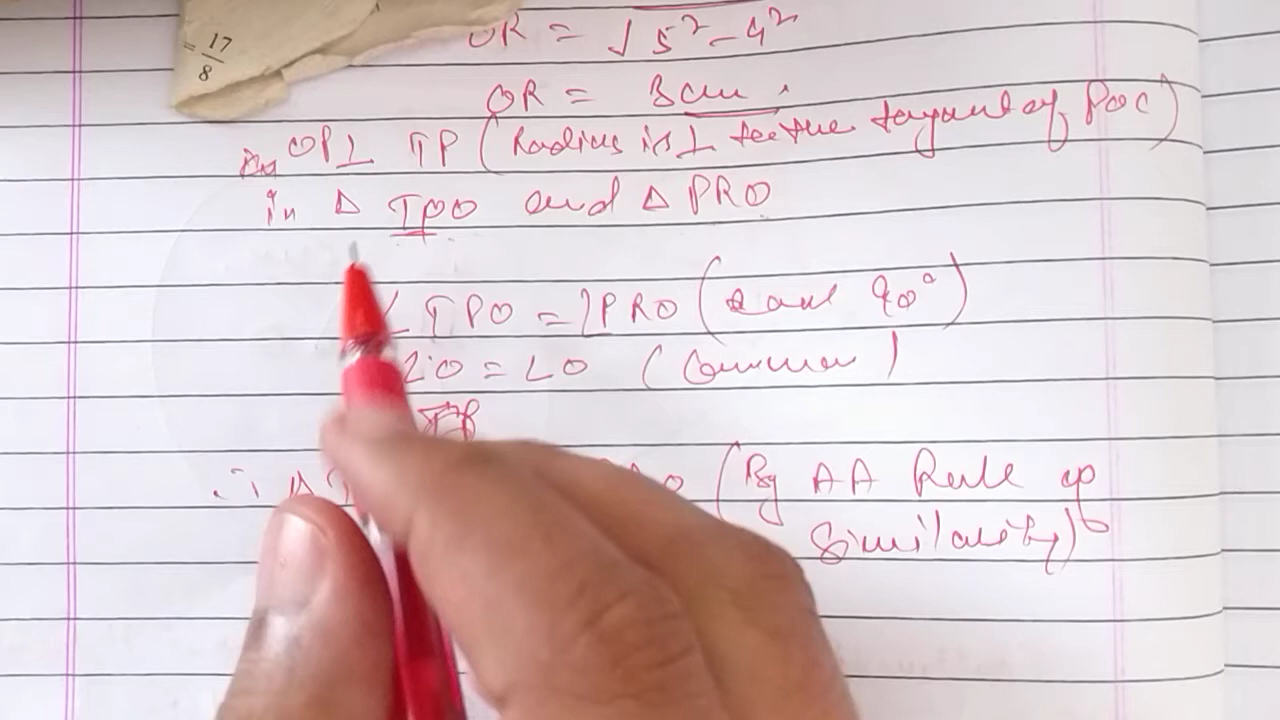 = 17/8
OR = √5²-4²
OR = 3cm.
OP⊥ TP (Radius is ⊥ to the tangent of POC)
in Δ TPO and Δ PRO
∠TPO = ∠PRO (each 90°)
∠O = ∠O (Common)
TP
∴ Δ T O (By AA Rule of
Similarity)